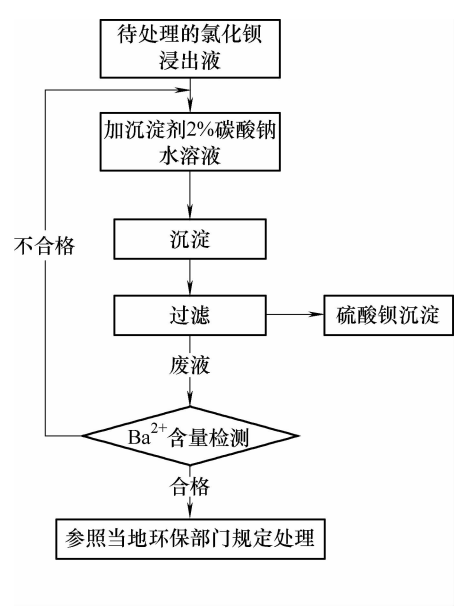 待处理的氯化钡
浸出液
加沉淀剂2%碳酸钠
水溶液
不合格
沉淀
过滤
硫酸钡沉淀
废液
Ba²⁺含量检测
合格
参照当地环保部门规定处理